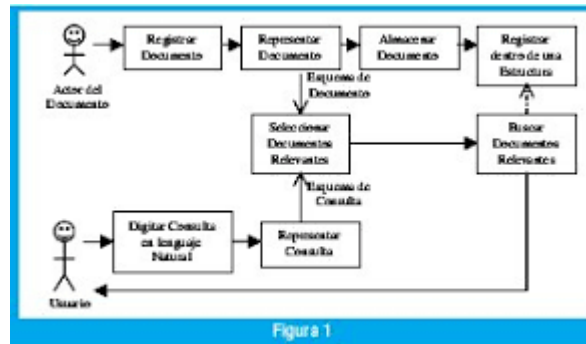 Registrar
Documento
Representar
Documento
Almacenar
Documento
Registrar
dentro de una
Estructura
Actor del
Documento
Esquema de
Documento
Seleccionar
Documentos
Relevantes
Buscar
Documentos
Relevantes
Esquema de
Consulta
Digitar Consulta
en lenguaje
Natural
Representar
Consulta
Usuario
Figura 1